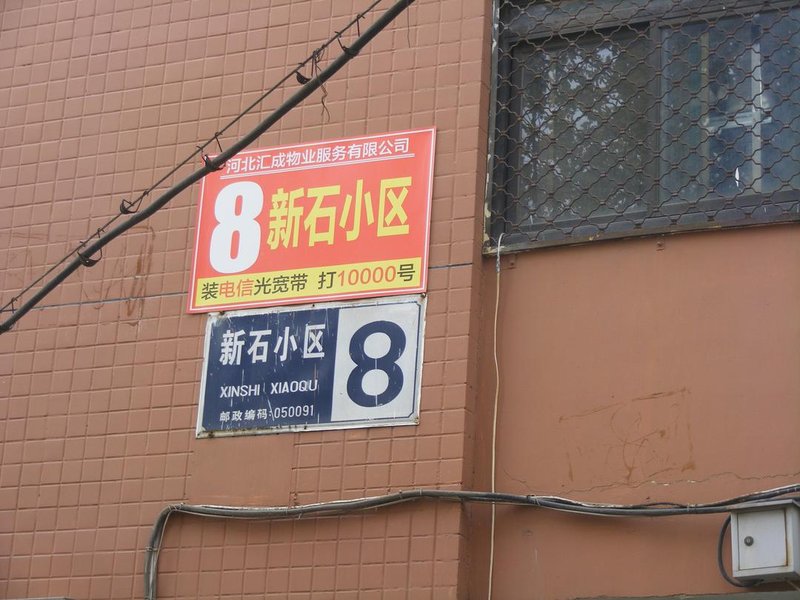 河北汇成物业服务有限公司
8 新石小区
装电信光宽带 打10000号
新石小区 8
XINSHI XIAOQU
邮政编码:050091